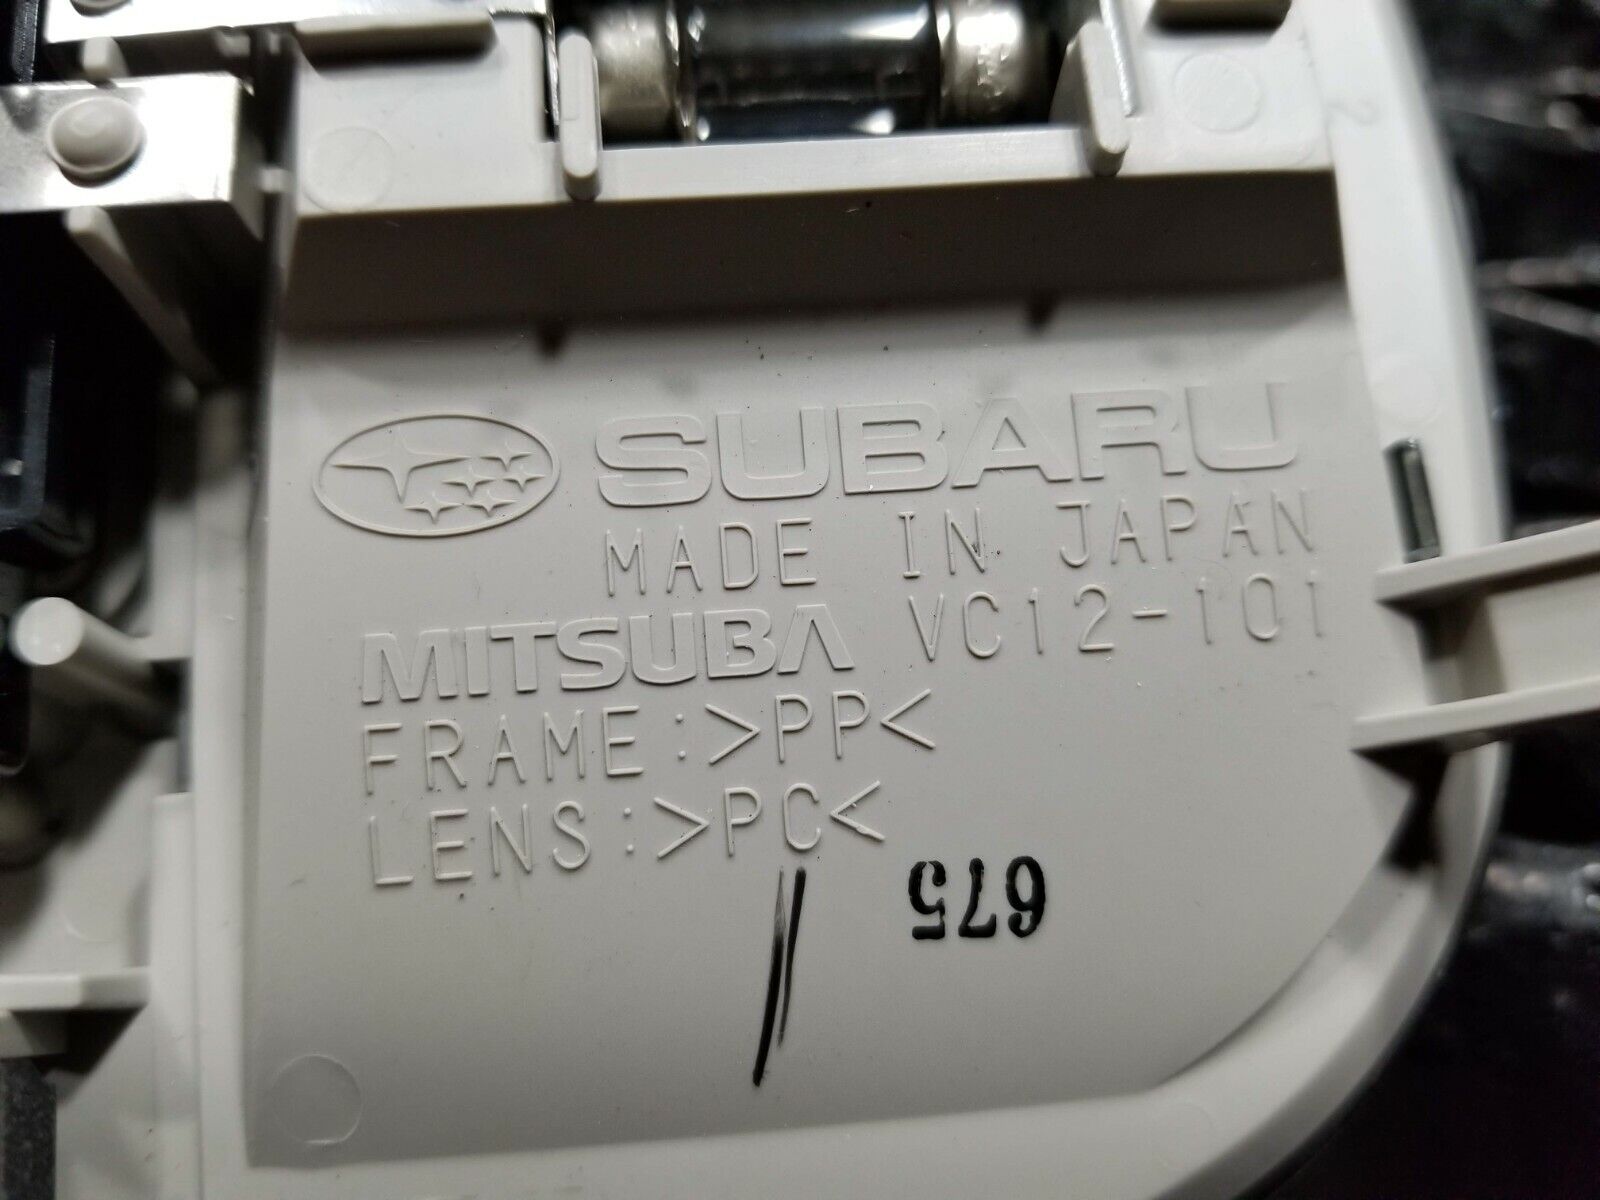 SUBARU
MADE IN JAPAN
MITSUBA VC12-101
FRAME:>PP<
LENS:>PC<
675